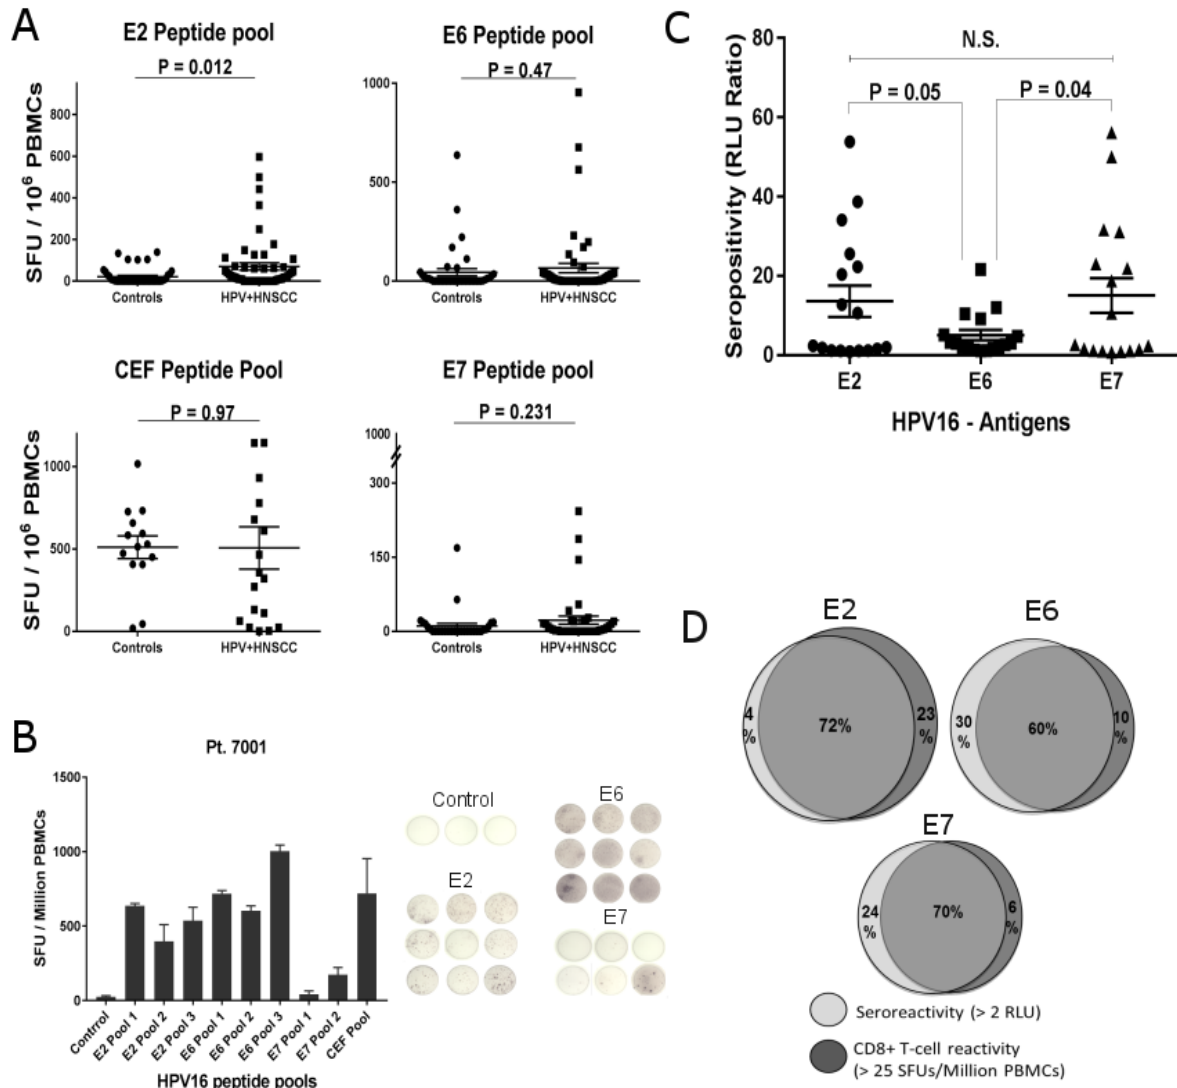 A
E2 Peptide pool
P = 0.012
SFU / 10⁶ PBMCs
800
600
400
200
0
Controls
HPV+HNSCC
E6 Peptide pool
P = 0.47
1000
500
0
Controls
HPV+HNSCC
CEF Peptide Pool
P = 0.97
SFU / 10⁶ PBMCs
1000
500
0
Controls
HPV+HNSCC
E7 Peptide pool
P = 0.231
1000
300
150
0
Controls
HPV+HNSCC
C
N.S.
P = 0.05
P = 0.04
Seropositivity (RLU Ratio)
80
60
40
20
0
E2
E6
E7
HPV16 - Antigens
B
Pt. 7001
SFU / Million PBMCs
1500
1000
500
0
Control
E2 Pool 1
E2 Pool 2
E2 Pool 3
E6 Pool 1
E6 Pool 2
E6 Pool 3
E7 Pool 1
E7 Pool 2
CEF Pool
HPV16 peptide pools
Control
E2
E6
E7
D
E2
4
%
72%
23
%
E6
30
%
60%
10
%
E7
24
%
70%
6
%
Seroreactivity (> 2 RLU)
CD8+ T-cell reactivity
(> 25 SFUs/Million PBMCs)